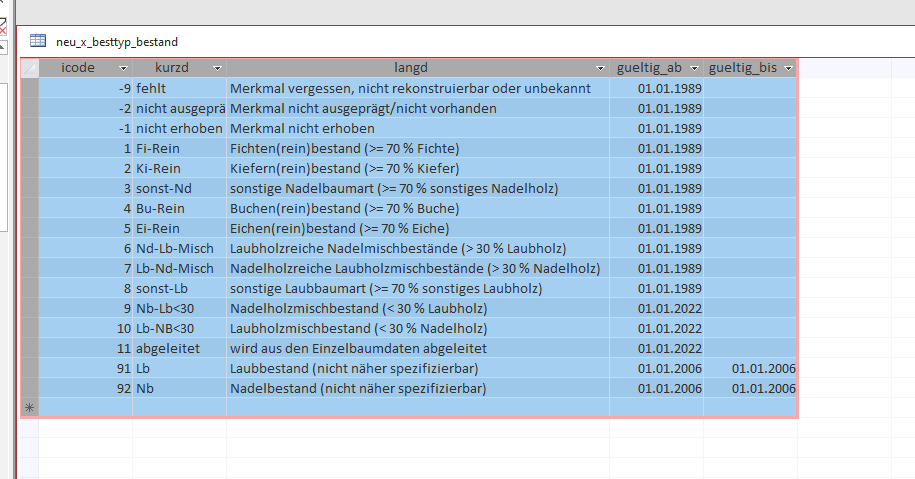 neu_x_besttyp_bestand
icode kurzd langd gueltig_ab gueltig_bis
-9 fehlt Merkmal vergessen, nicht rekonstruierbar oder unbekannt 01.01.1989
-2 nicht ausgeprä Merkmal nicht ausgeprägt/nicht vorhanden 01.01.1989
-1 nicht erhoben Merkmal nicht erhoben 01.01.1989
1 Fi-Rein Fichten(rein)bestand (>= 70 % Fichte) 01.01.1989
2 Ki-Rein Kiefern(rein)bestand (>= 70 % Kiefer) 01.01.1989
3 sonst-Nd sonstige Nadelbaumart (>= 70 % sonstiges Nadelholz) 01.01.1989
4 Bu-Rein Buchen(rein)bestand (>= 70 % Buche) 01.01.1989
5 Ei-Rein Eichen(rein)bestand (>= 70 % Eiche) 01.01.1989
6 Nd-Lb-Misch Laubholzreiche Nadelmischbestände (> 30 % Laubholz) 01.01.1989
7 Lb-Nd-Misch Nadelholzreiche Laubholzmischbestände (> 30 % Nadelholz) 01.01.1989
8 sonst-Lb sonstige Laubbaumart (>= 70 % sonstiges Laubholz) 01.01.1989
9 Nb-Lb<30 Nadelholzmischbestand (< 30 % Laubholz) 01.01.2022
10 Lb-NB<30 Laubholzmischbestand (< 30 % Nadelholz) 01.01.2022
11 abgeleitet wird aus den Einzelbaumdaten abgeleitet 01.01.2022
91 Lb Laubbestand (nicht näher spezifizierbar) 01.01.2006 01.01.2006
92 Nb Nadelbestand (nicht näher spezifizierbar) 01.01.2006 01.01.2006